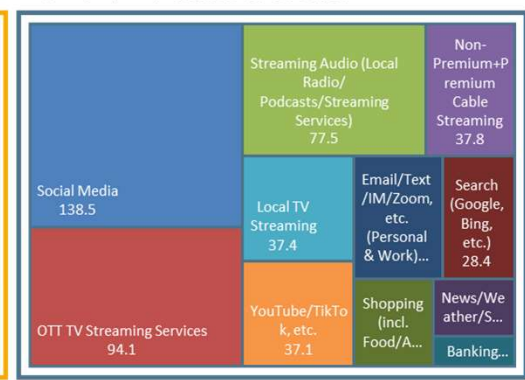 Social Media
138.5
OTT TV Streaming Services
94.1
Streaming Audio (Local
Radio/
Podcasts/Streaming
Services)
77.5
Non-
Premium+P
remium
Cable
Streaming
37.8
Local TV
Streaming
37.4
YouTube/TikTo
k, etc.
37.1
Email/Text
/IM/Zoom,
etc.
(Personal
& Work)...
Search
(Google,
Bing,
etc.)
28.4
Shopping
(incl.
Food/A...
News/We
ather/S...
Banking...